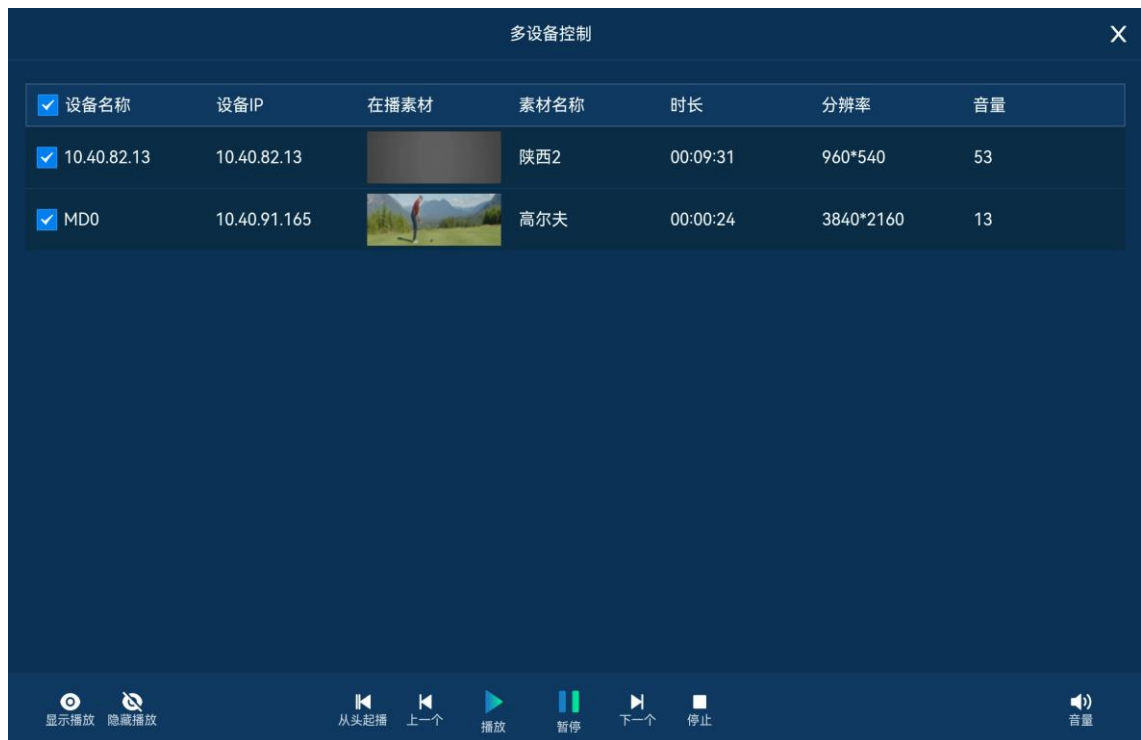 多设备控制
设备名称 设备IP 在播素材 素材名称 时长 分辨率 音量
10.40.82.13 10.40.82.13 陕西2 00:09:31 960*540 53
MD0 10.40.91.165 高尔夫 00:00:24 3840*2160 13
显示播放 隐藏播放 从头起播 上一个 播放 暂停 下一个 停止 音量